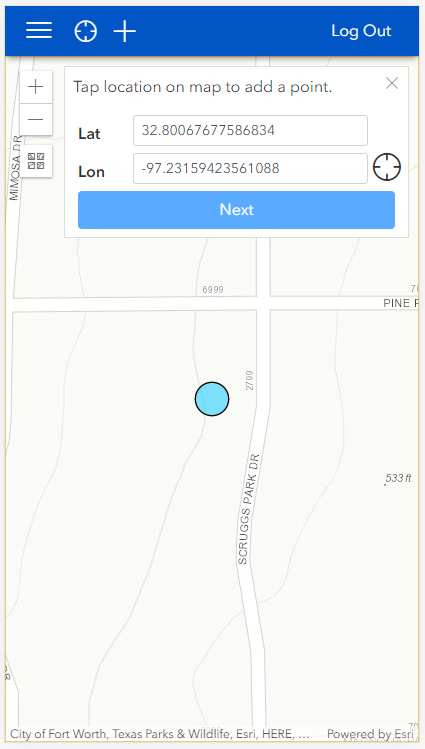 Log Out
Tap location on map to add a point.
Lat
32.80067677586834
Lon
-97.23159423561088
Next
MIMOSA DR
6999
PINE
2799
SCRUGGS PARK DR
533 ft
City of Fort Worth, Texas Parks & Wildlife, Esri, HERE, ...
Powered by Esri